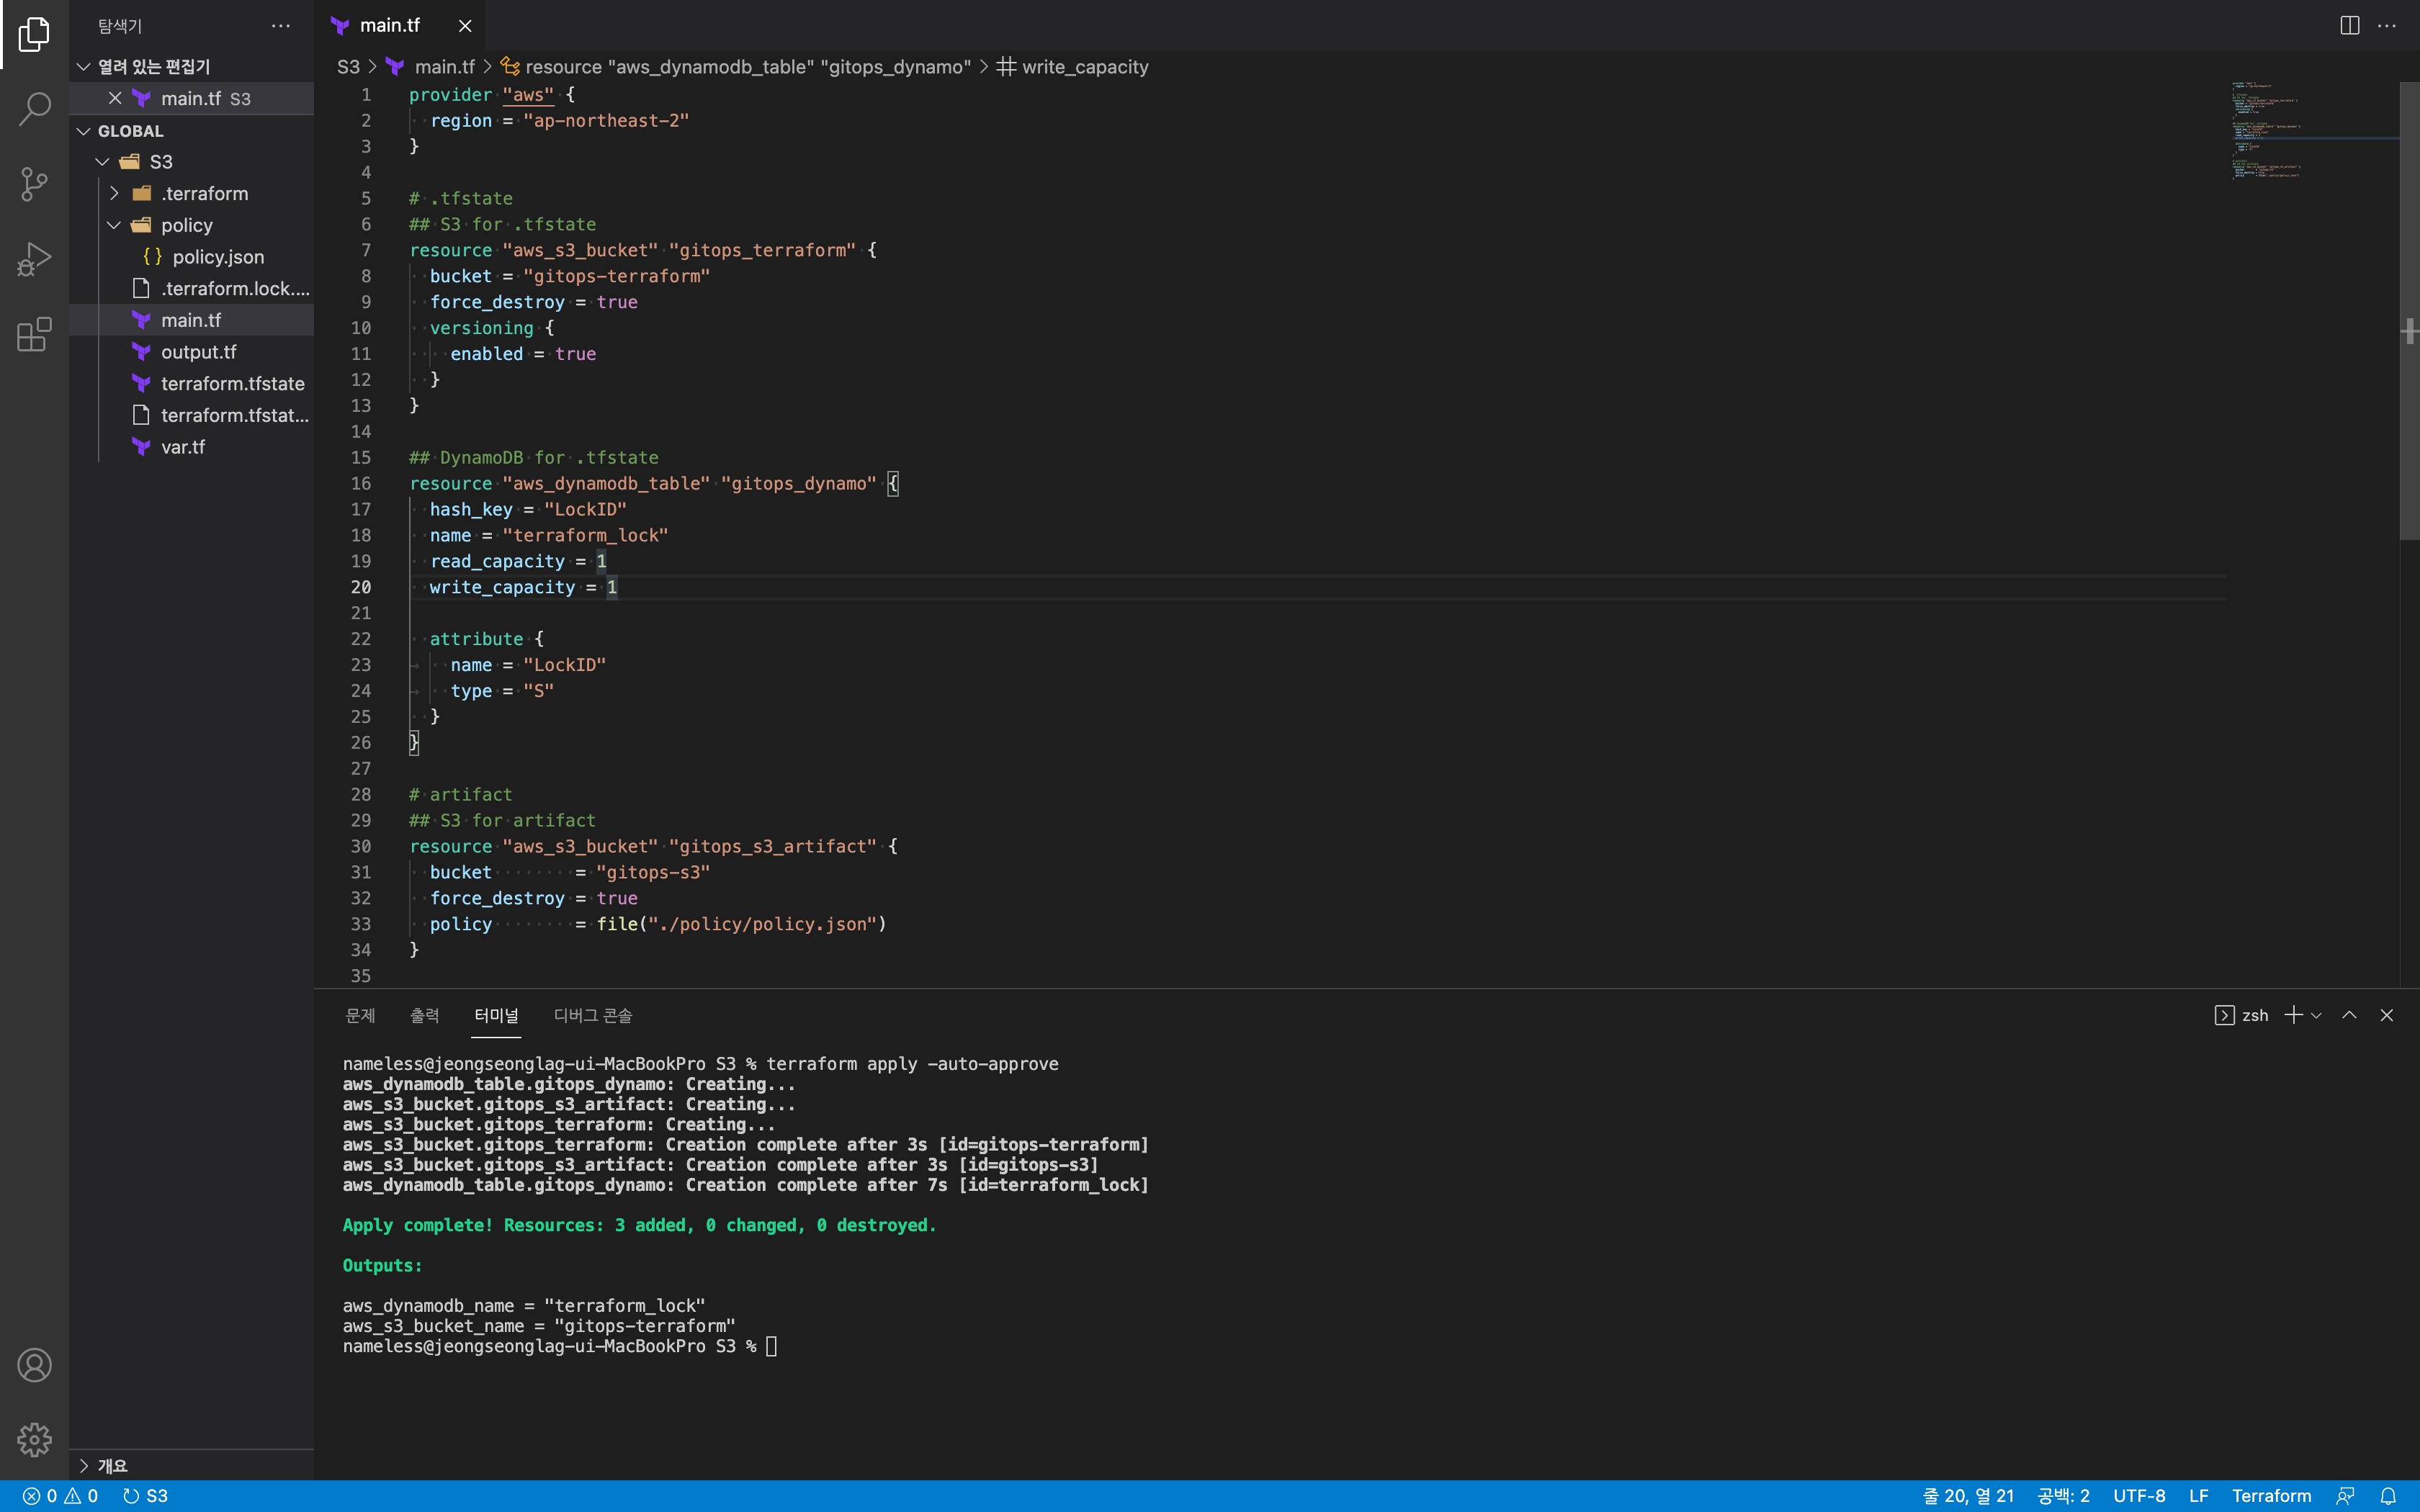 탐색기
열려 있는 편집기
main.tf S3
GLOBAL
S3
.terraform
policy
{} policy.json
.terraform.lock....
main.tf
output.tf
terraform.tfstate
terraform.tfstat...
var.tf
개요
main.tf
S3 > main.tf > resource "aws_dynamodb_table" "gitops_dynamo" > write_capacity
1 provider "aws" {
2   region = "ap-northeast-2"
3 }
4
5 # .tfstate
6 ## S3 for .tfstate
7 resource "aws_s3_bucket" "gitops_terraform" {
8   bucket = "gitops-terraform"
9   force_destroy = true
10   versioning {
11     enabled = true
12   }
13 }
14
15 ## DynamoDB for .tfstate
16 resource "aws_dynamodb_table" "gitops_dynamo" {
17   hash_key = "LockID"
18   name = "terraform_lock"
19   read_capacity = 1
20   write_capacity = 1
21
22   attribute {
23     name = "LockID"
24     type = "S"
25   }
26 }
27
28 # artifact
29 ## S3 for artifact
30 resource "aws_s3_bucket" "gitops_s3_artifact" {
31   bucket        = "gitops-s3"
32   force_destroy = true
33   policy        = file("./policy/policy.json")
34 }
35
문제 출력 터미널 디버그 콘솔
zsh
nameless@jeongseonglag-ui-MacBookPro S3 % terraform apply -auto-approve
aws_dynamodb_table.gitops_dynamo: Creating...
aws_s3_bucket.gitops_s3_artifact: Creating...
aws_s3_bucket.gitops_terraform: Creating...
aws_s3_bucket.gitops_terraform: Creation complete after 3s [id=gitops-terraform]
aws_s3_bucket.gitops_s3_artifact: Creation complete after 3s [id=gitops-s3]
aws_dynamodb_table.gitops_dynamo: Creation complete after 7s [id=terraform_lock]
Apply complete! Resources: 3 added, 0 changed, 0 destroyed.
Outputs:
aws_dynamodb_name = "terraform_lock"
aws_s3_bucket_name = "gitops-terraform"
nameless@jeongseonglag-ui-MacBookPro S3 %
0 0 S3
줄 20, 열 21 공백: 2 UTF-8 LF Terraform